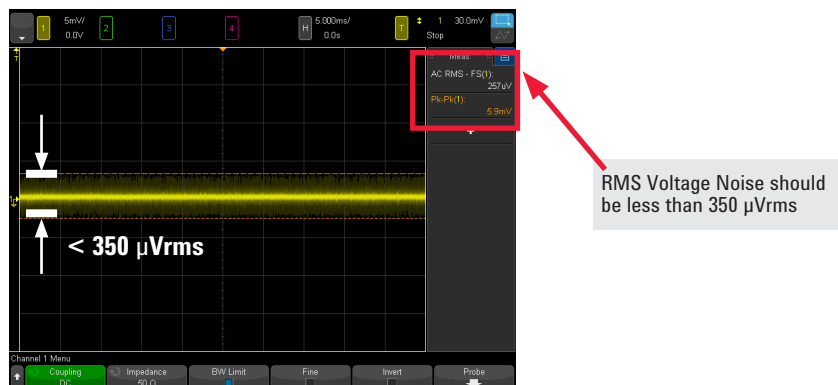 1 5mV/ 2 3 4 H 5.000ms/ T 1 30.0mV
0.0V 0.0s Stop
T
Meas
AC RMS - FS(1):
257uV
Pk-Pk(1):
5.9mV
RMS Voltage Noise should
be less than 350 µVrms
< 350 µVrms
Channel 1 Menu
Coupling Impedance BW Limit Fine Invert Probe
DC 50 Ω